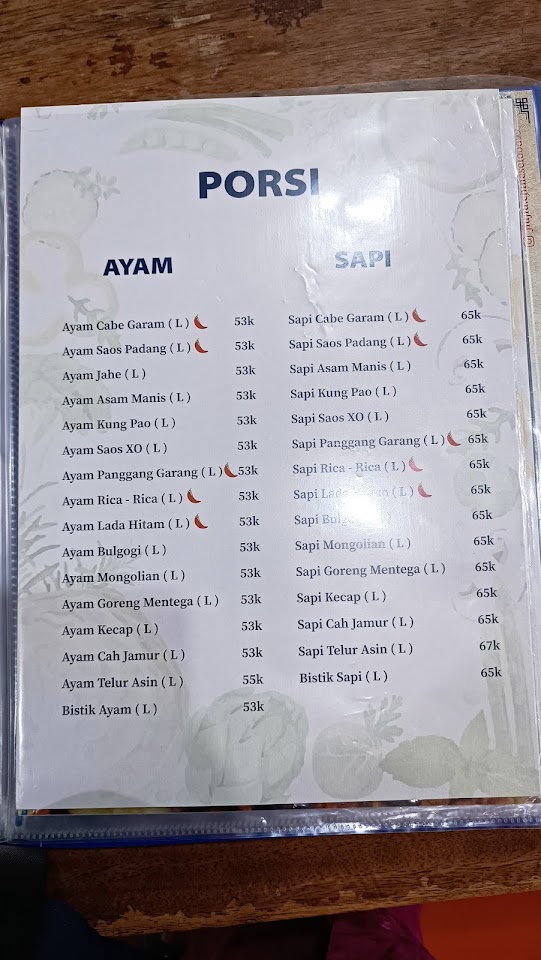 PORSI
AYAM
Ayam Cabe Garam ( L ) 53k
Ayam Saos Padang ( L ) 53k
Ayam Jahe ( L ) 53k
Ayam Asam Manis ( L ) 53k
Ayam Kung Pao ( L ) 53k
Ayam Saos XO ( L ) 53k
Ayam Panggang Garang ( L ) 53k
Ayam Rica - Rica ( L ) 53k
Ayam Lada Hitam ( L ) 53k
Ayam Bulgogi ( L ) 53k
Ayam Mongolian ( L ) 53k
Ayam Goreng Mentega ( L ) 53k
Ayam Kecap ( L ) 53k
Ayam Cah Jamur ( L ) 53k
Ayam Telur Asin ( L ) 55k
Bistik Ayam ( L ) 53k
SAPI
Sapi Cabe Garam ( L ) 65k
Sapi Saos Padang ( L ) 65k
Sapi Asam Manis ( L ) 65k
Sapi Kung Pao ( L ) 65k
Sapi Saos XO ( L ) 65k
Sapi Panggang Garang ( L ) 65k
Sapi Rica - Rica ( L ) 65k
Sapi Lada Hitam ( L ) 65k
Sapi Bulgogi ( L ) 65k
Sapi Mongolian ( L ) 65k
Sapi Goreng Mentega ( L ) 65k
Sapi Kecap ( L ) 65k
Sapi Cah Jamur ( L ) 65k
Sapi Telur Asin ( L ) 67k
Bistik Sapi ( L ) 65k